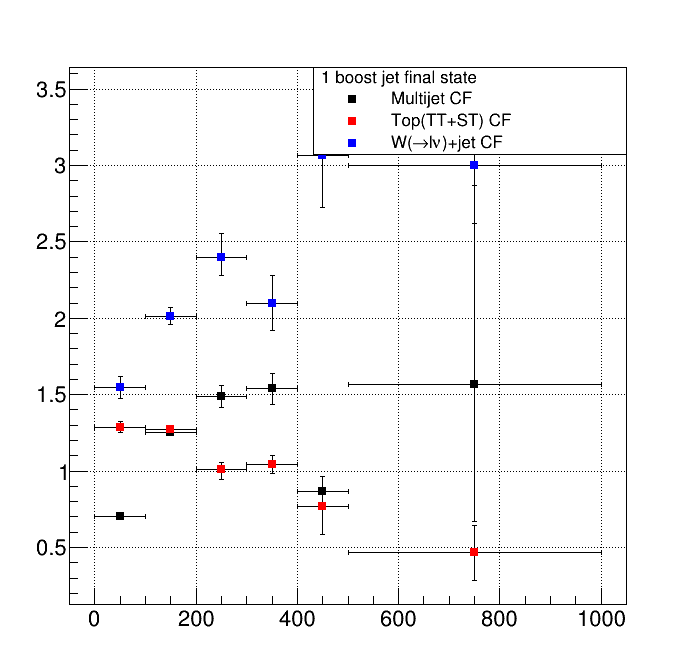 1 boost jet final state
Multijet CF
Top(TT+ST) CF
W(→lν)+jet CF
3.5
3
2.5
2
1.5
1
0.5
0 200 400 600 800 1000